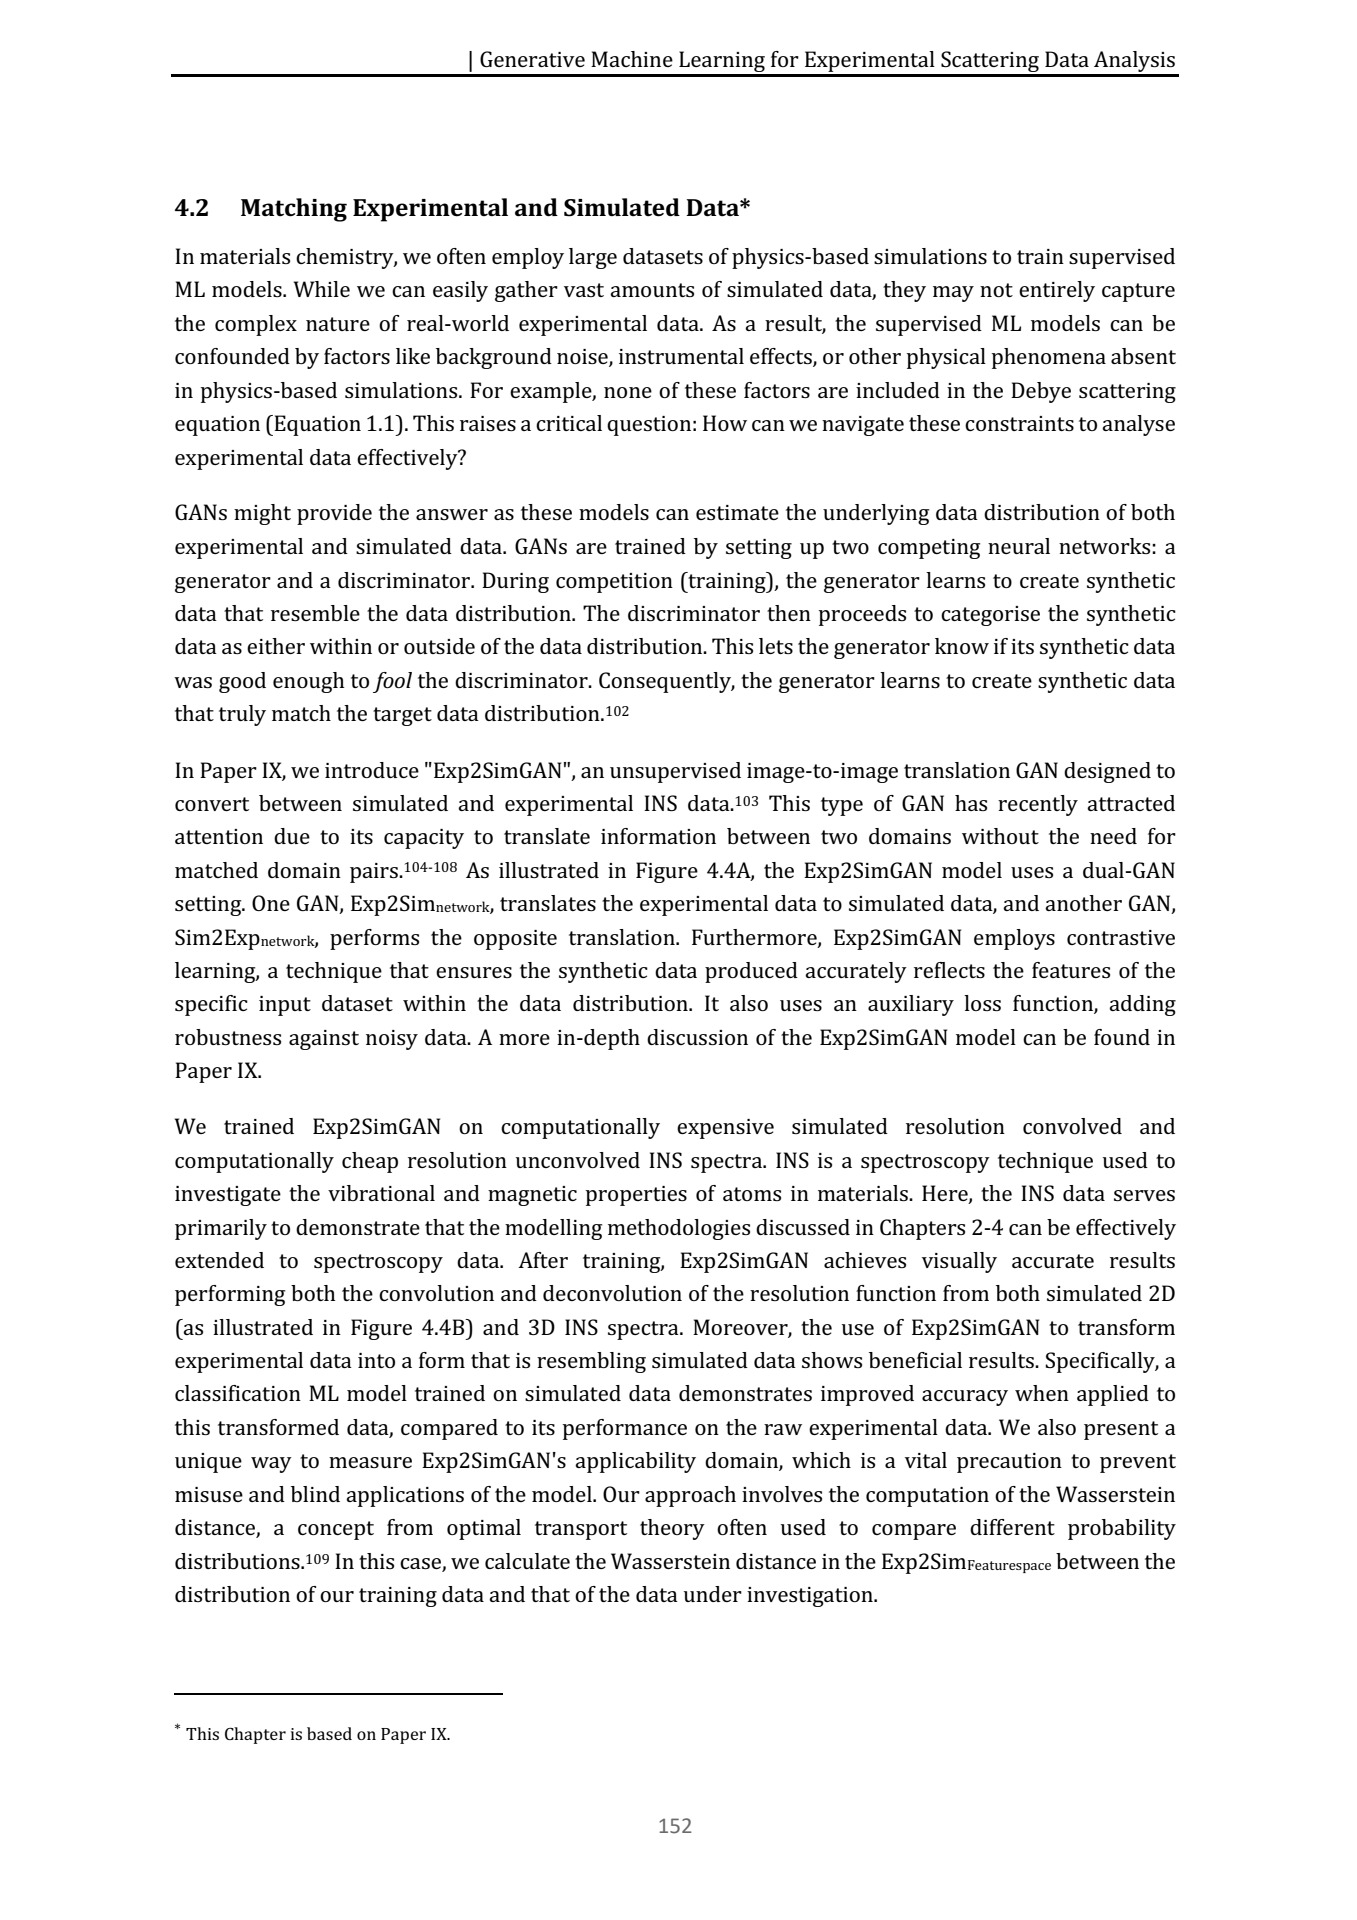 | Generative Machine Learning for Experimental Scattering Data Analysis
4.2 Matching Experimental and Simulated Data*
In materials chemistry, we often employ large datasets of physics-based simulations to train supervised
ML models. While we can easily gather vast amounts of simulated data, they may not entirely capture
the complex nature of real-world experimental data. As a result, the supervised ML models can be
confounded by factors like background noise, instrumental effects, or other physical phenomena absent
in physics-based simulations. For example, none of these factors are included in the Debye scattering
equation (Equation 1.1). This raises a critical question: How can we navigate these constraints to analyse
experimental data effectively?
GANs might provide the answer as these models can estimate the underlying data distribution of both
experimental and simulated data. GANs are trained by setting up two competing neural networks: a
generator and a discriminator. During competition (training), the generator learns to create synthetic
data that resemble the data distribution. The discriminator then proceeds to categorise the synthetic
data as either within or outside of the data distribution. This lets the generator know if its synthetic data
was good enough to fool the discriminator. Consequently, the generator learns to create synthetic data
that truly match the target data distribution.102
In Paper IX, we introduce "Exp2SimGAN", an unsupervised image-to-image translation GAN designed to
convert between simulated and experimental INS data.103 This type of GAN has recently attracted
attention due to its capacity to translate information between two domains without the need for
matched domain pairs.104-108 As illustrated in Figure 4.4A, the Exp2SimGAN model uses a dual-GAN
setting. One GAN, Exp2Simnetwork, translates the experimental data to simulated data, and another GAN,
Sim2Expnetwork, performs the opposite translation. Furthermore, Exp2SimGAN employs contrastive
learning, a technique that ensures the synthetic data produced accurately reflects the features of the
specific input dataset within the data distribution. It also uses an auxiliary loss function, adding
robustness against noisy data. A more in-depth discussion of the Exp2SimGAN model can be found in
Paper IX.
We trained Exp2SimGAN on computationally expensive simulated resolution convolved and
computationally cheap resolution unconvolved INS spectra. INS is a spectroscopy technique used to
investigate the vibrational and magnetic properties of atoms in materials. Here, the INS data serves
primarily to demonstrate that the modelling methodologies discussed in Chapters 2-4 can be effectively
extended to spectroscopy data. After training, Exp2SimGAN achieves visually accurate results
performing both the convolution and deconvolution of the resolution function from both simulated 2D
(as illustrated in Figure 4.4B) and 3D INS spectra. Moreover, the use of Exp2SimGAN to transform
experimental data into a form that is resembling simulated data shows beneficial results. Specifically, a
classification ML model trained on simulated data demonstrates improved accuracy when applied to
this transformed data, compared to its performance on the raw experimental data. We also present a
unique way to measure Exp2SimGAN's applicability domain, which is a vital precaution to prevent
misuse and blind applications of the model. Our approach involves the computation of the Wasserstein
distance, a concept from optimal transport theory often used to compare different probability
distributions.109 In this case, we calculate the Wasserstein distance in the Exp2SimFeaturespace between the
distribution of our training data and that of the data under investigation.
* This Chapter is based on Paper IX.
152